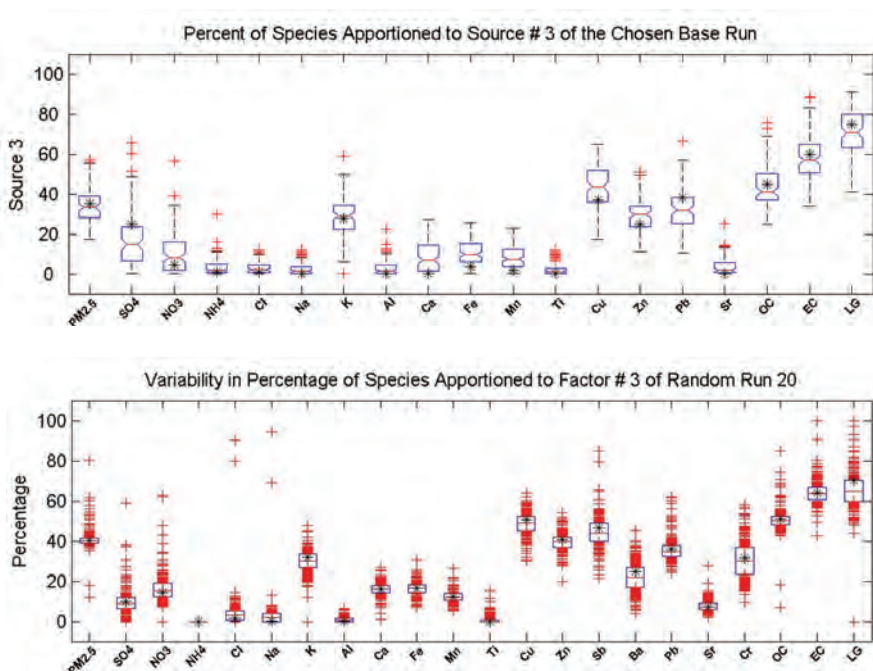 Percent of Species Apportioned to Source # 3 of the Chosen Base Run
100
80
60
40
20
0
Source 3
PM2.5 SO4 NO3 NH4 Cl Na K Al Ca Fe Mn Ti Cu Zn Pb Sr OC EC LG
Variability in Percentage of Species Apportioned to Factor # 3 of Random Run 20
100
80
60
40
20
0
Percentage
PM2.5 SO4 NO3 NH4 Cl Na K Al Ca Fe Mn Ti Cu Zn Sb Ba Pb Sr Cr OC EC LG